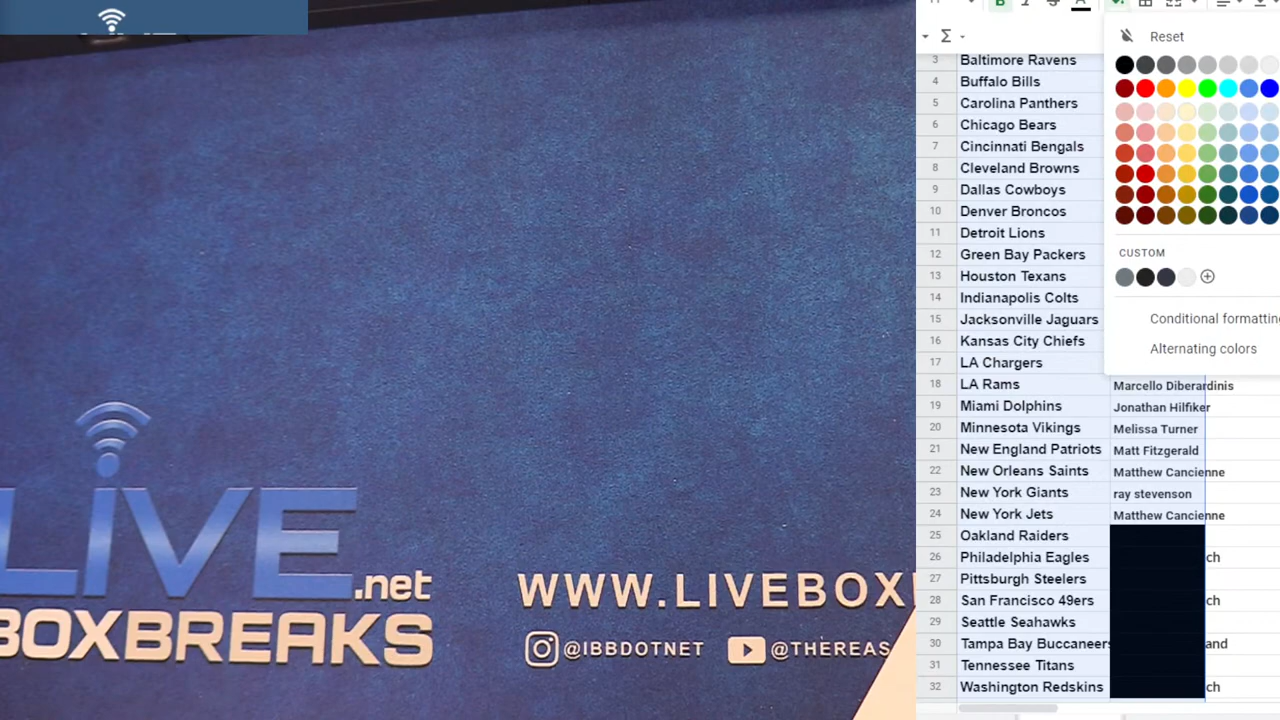 LIVE
.net
BOXBREAKS
WWW.LIVEBOX
@IBBDOTNET
@THEREAS
Σ
Reset
CUSTOM
Conditional formattin
Alternating colors
3 Baltimore Ravens
4 Buffalo Bills
5 Carolina Panthers
6 Chicago Bears
7 Cincinnati Bengals
8 Cleveland Browns
9 Dallas Cowboys
10 Denver Broncos
11 Detroit Lions
12 Green Bay Packers
13 Houston Texans
14 Indianapolis Colts
15 Jacksonville Jaguars
16 Kansas City Chiefs
17 LA Chargers
18 LA Rams Marcello Diberardinis
19 Miami Dolphins Jonathan Hilfiker
20 Minnesota Vikings Melissa Turner
21 New England Patriots Matt Fitzgerald
22 New Orleans Saints Matthew Cancienne
23 New York Giants ray stevenson
24 New York Jets Matthew Cancienne
25 Oakland Raiders
26 Philadelphia Eagles ch
27 Pittsburgh Steelers
28 San Francisco 49ers ch
29 Seattle Seahawks
30 Tampa Bay Buccaneers and
31 Tennessee Titans
32 Washington Redskins ch